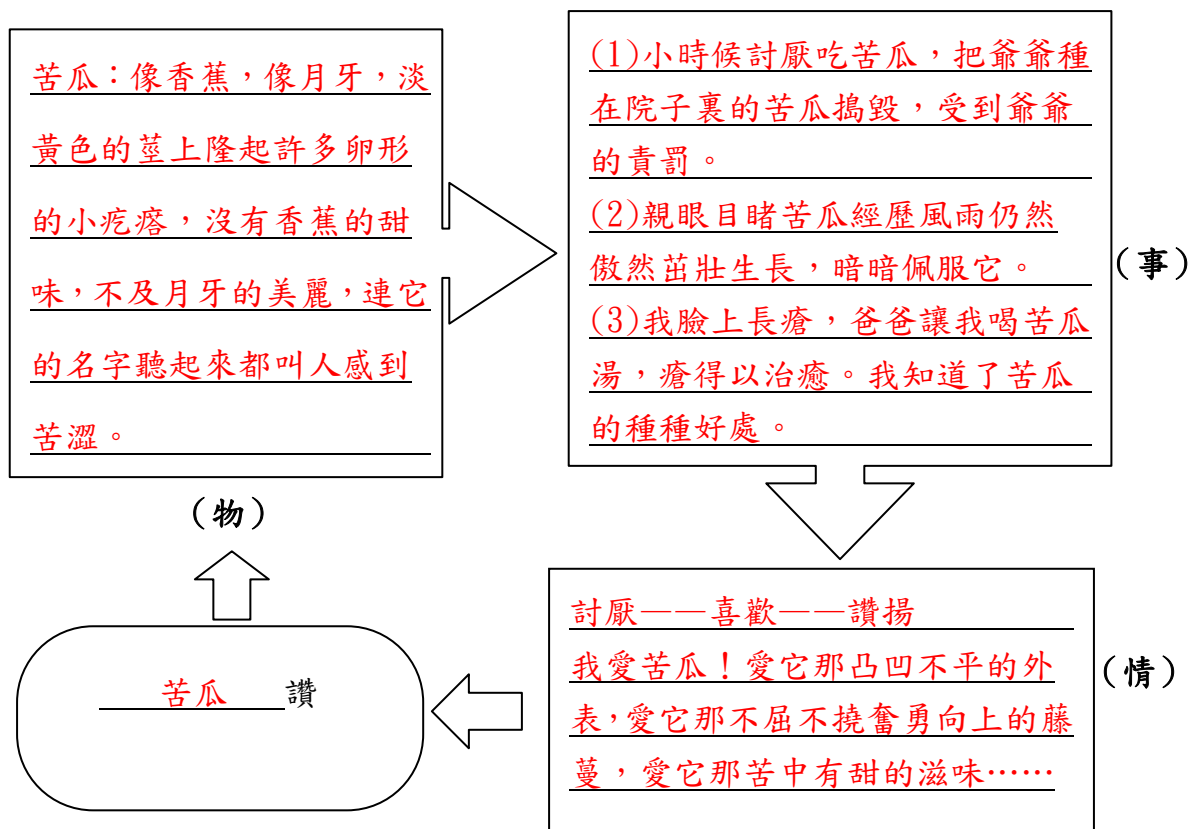 苦瓜：像香蕉，像月牙，淡
黃色的莖上隆起許多卵形
的小疙瘩，沒有香蕉的甜
味，不及月牙的美麗，連它
的名字聽起來都叫人感到
苦澀。
（物）
(1)小時候討厭吃苦瓜，把爺爺種
在院子裏的苦瓜搗毀，受到爺爺
的責罰。
(2)親眼目睹苦瓜經歷風雨仍然
傲然茁壯生長，暗暗佩服它。
(3)我臉上長瘡，爸爸讓我喝苦瓜
湯，瘡得以治癒。我知道了苦瓜
的種種好處。
（事）
討厭——喜歡——讚揚
我愛苦瓜！愛它那凸凹不平的外
表，愛它那不屈不撓奮勇向上的藤
蔓，愛它那苦中有甜的滋味……
（情）
苦瓜 讚